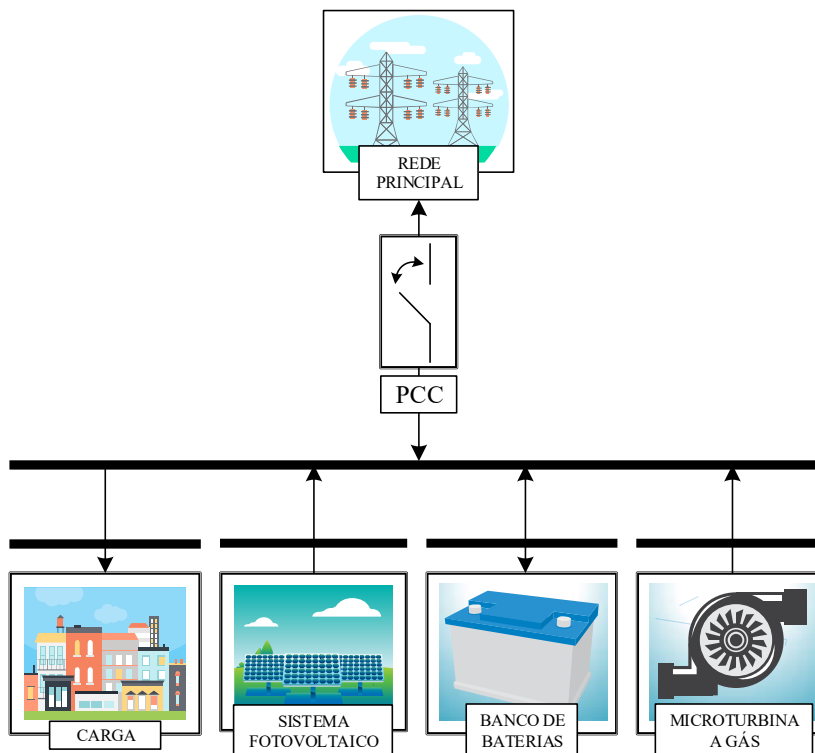 REDE
PRINCIPAL
PCC
CARGA
SISTEMA
FOTOVOLTAICO
BANCO DE
BATERIAS
MICROTURBINA
A GÁS